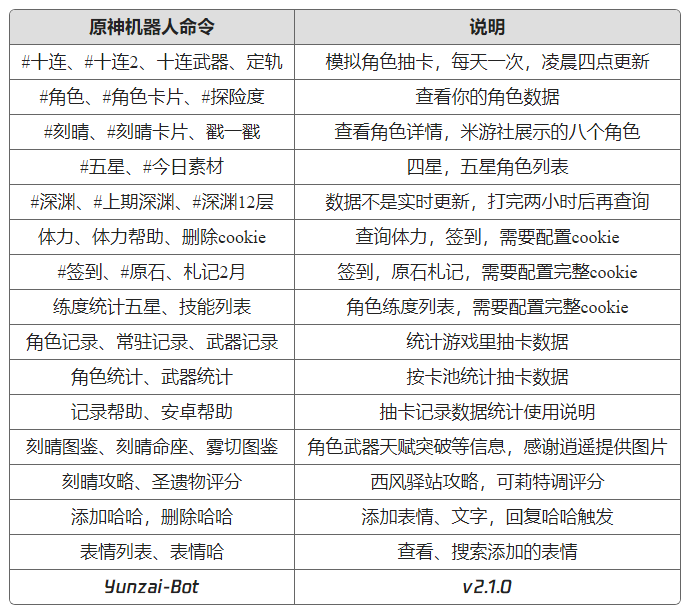 原神机器人命令 说明
#十连、#十连2、十连武器、定轨 模拟角色抽卡，每天一次，凌晨四点更新
#角色、#角色卡片、#探险度 查看你的角色数据
#刻晴、#刻晴卡片、戳一戳 查看角色详情，米游社展示的八个角色
#五星、#今日素材 四星，五星角色列表
#深渊、#上期深渊、#深渊12层 数据不是实时更新，打完两小时后再查询
体力、体力帮助、删除cookie 查询体力，签到，需要配置cookie
#签到、#原石、札记2月 签到，原石札记，需要配置完整cookie
练度统计五星、技能列表 角色练度列表，需要配置完整cookie
角色记录、常驻记录、武器记录 统计游戏里抽卡数据
角色统计、武器统计 按卡池统计抽卡数据
记录帮助、安卓帮助 抽卡记录数据统计使用说明
刻晴图鉴、刻晴命座、雾切图鉴 角色武器天赋突破等信息，感谢逍遥提供图片
刻晴攻略、圣遗物评分 西风驿站攻略，可莉特调评分
添加哈哈，删除哈哈 添加表情、文字，回复哈哈触发
表情列表、表情哈 查看、搜索添加的表情
Yunzai-Bot v2.1.0